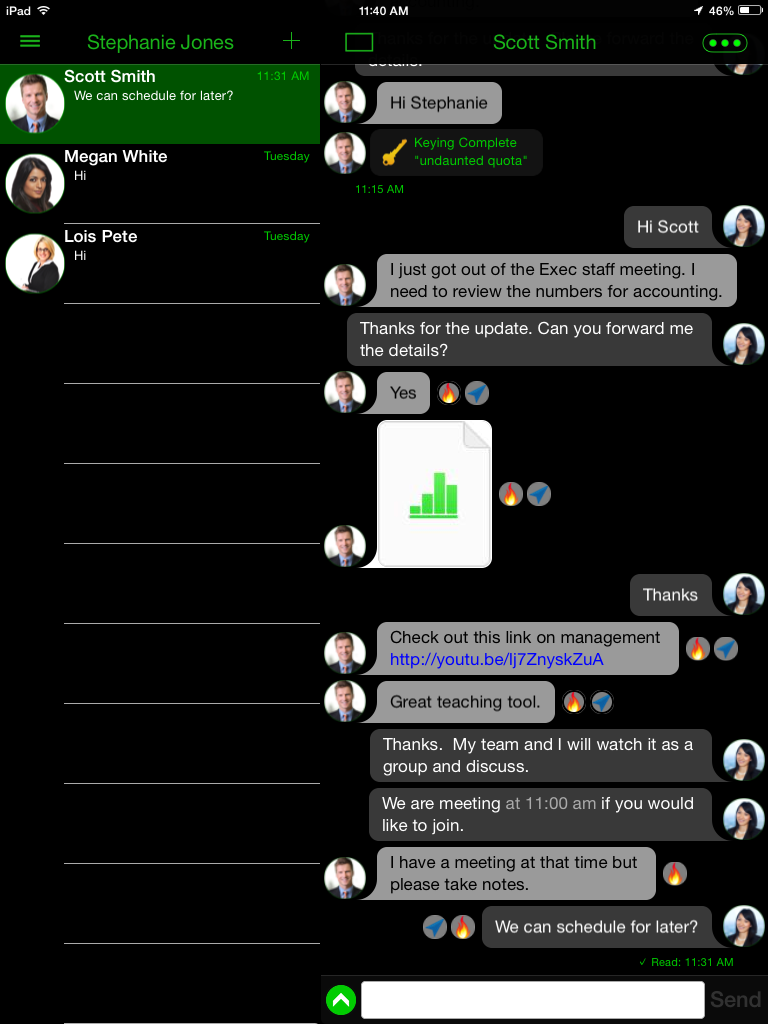 iPad
11:40 AM
46%
Stephanie Jones
Scott Smith
11:31 AM
We can schedule for later?
Megan White
Tuesday
Hi
Lois Pete
Tuesday
Hi
Scott Smith
details.
Hi Stephanie
Keying Complete
"undaunted quota"
11:15 AM
Hi Scott
I just got out of the Exec staff meeting. I
need to review the numbers for accounting.
Thanks for the update. Can you forward me
the details?
Yes
Thanks
Check out this link on management
http://youtu.be/lj7ZnyskZuA
Great teaching tool.
Thanks.  My team and I will watch it as a
group and discuss.
We are meeting at 11:00 am if you would
like to join.
I have a meeting at that time but
please take notes.
We can schedule for later?
✓ Read: 11:31 AM
Send